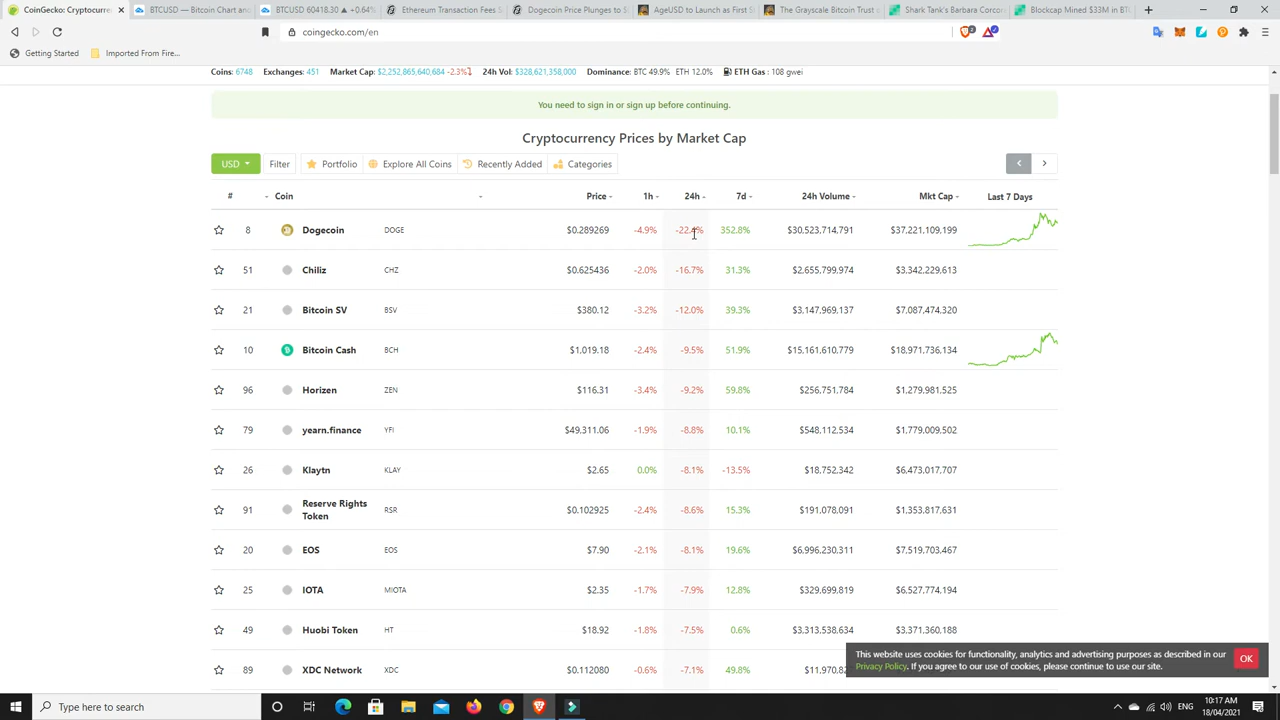 CoinGecko: Cryptocurrency
BTCUSD — Bitcoin Chart and
BTCUSD 60418.30 ▲ +0.64%
Ethereum Transaction Fees S
Dogecoin Price Plunges to S
AgeUSD to Launch as First S
The Grayscale Bitcoin Trust
Shark Tank's Barbara Corcor
Blockcap Mined $33M in BT
coingecko.com/en
Getting Started
Imported From Fire...
Coins: 6748
Exchanges: 451
Market Cap: $2,252,865,640,684 -2.3%
24h Vol: $328,621,358,000
Dominance: BTC 49.9% ETH 12.0%
ETH Gas : 108 gwei
You need to sign in or sign up before continuing.
Cryptocurrency Prices by Market Cap
USD Filter Portfolio Explore All Coins Recently Added Categories < >
# Coin Price 1h 24h 7d 24h Volume Mkt Cap Last 7 Days
8 Dogecoin DOGE $0.289269 -4.9% 352.8% $30,523,714,791 $37,221,109,199
51 Chiliz CHZ $0.625436 -2.0% -16.7% 31.3% $2,655,799,974 $3,342,229,613
21 Bitcoin SV BSV $380.12 -3.2% -12.0% 39.3% $3,147,969,137 $7,087,474,320
10 Bitcoin Cash BCH $1,019.18 -2.4% -9.5% 51.9% $15,161,610,779 $18,971,736,134
96 Horizen ZEN $116.31 -3.4% -9.2% 59.8% $256,751,784 $1,279,981,525
79 yearn.finance YFI $49,311.06 -1.9% -8.8% 10.1% $548,112,534 $1,779,009,502
26 Klaytn KLAY $2.65 0.0% -8.1% -13.5% $18,752,342 $6,473,017,707
91 Reserve Rights Token RSR $0.102925 -2.4% -8.6% 15.3% $191,078,091 $1,353,817,631
20 EOS EOS $7.90 -2.1% -8.1% 19.6% $6,996,230,311 $7,519,703,467
25 IOTA MIOTA $2.35 -1.7% -7.9% 12.8% $329,699,819 $6,527,774,194
49 Huobi Token HT $18.92 -1.8% -7.5% 0.6% $3,313,538,634 $3,371,360,188
89 XDC Network XDC $0.112080 -0.6% -7.1% 49.8% $11,970,82
This website uses cookies for functionality, analytics and advertising purposes as described in our
Privacy Policy. If you agree to our use of cookies, please continue to use our site.
OK
Type here to search
ENG
10:17 AM
18/04/2021